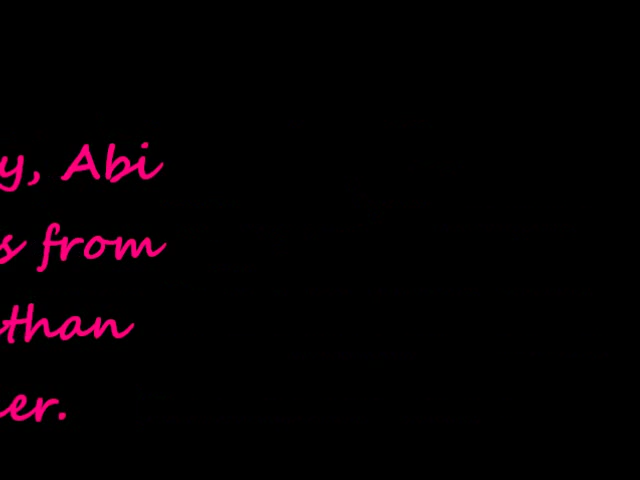 y, Abi
s from
than
er.